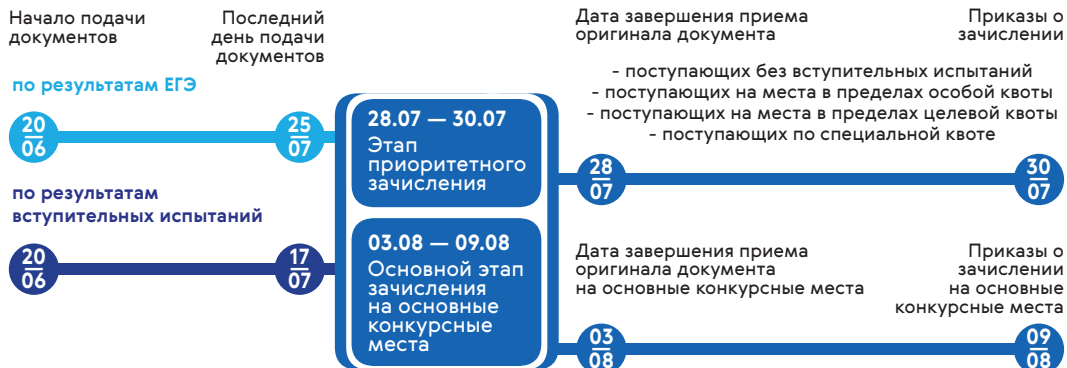 Начало подачи
документов
Последний
день подачи
документов
по результатам ЕГЭ
20
06
25
07
по результатам
вступительных испытаний
20
06
17
07
28.07 — 30.07
Этап
приоритетного
зачисления
03.08 — 09.08
Основной этап
зачисления
на основные
конкурсные
места
Дата завершения приема
оригинала документа
Приказы о
зачислении
- поступающих без вступительных испытаний
- поступающих на места в пределах особой квоты
- поступающих на места в пределах целевой квоты
- поступающих по специальной квоте
28
07
30
07
Дата завершения приема
оригинала документа
на основные конкурсные места
Приказы о
зачислении
на основные
конкурсные места
03
08
09
08